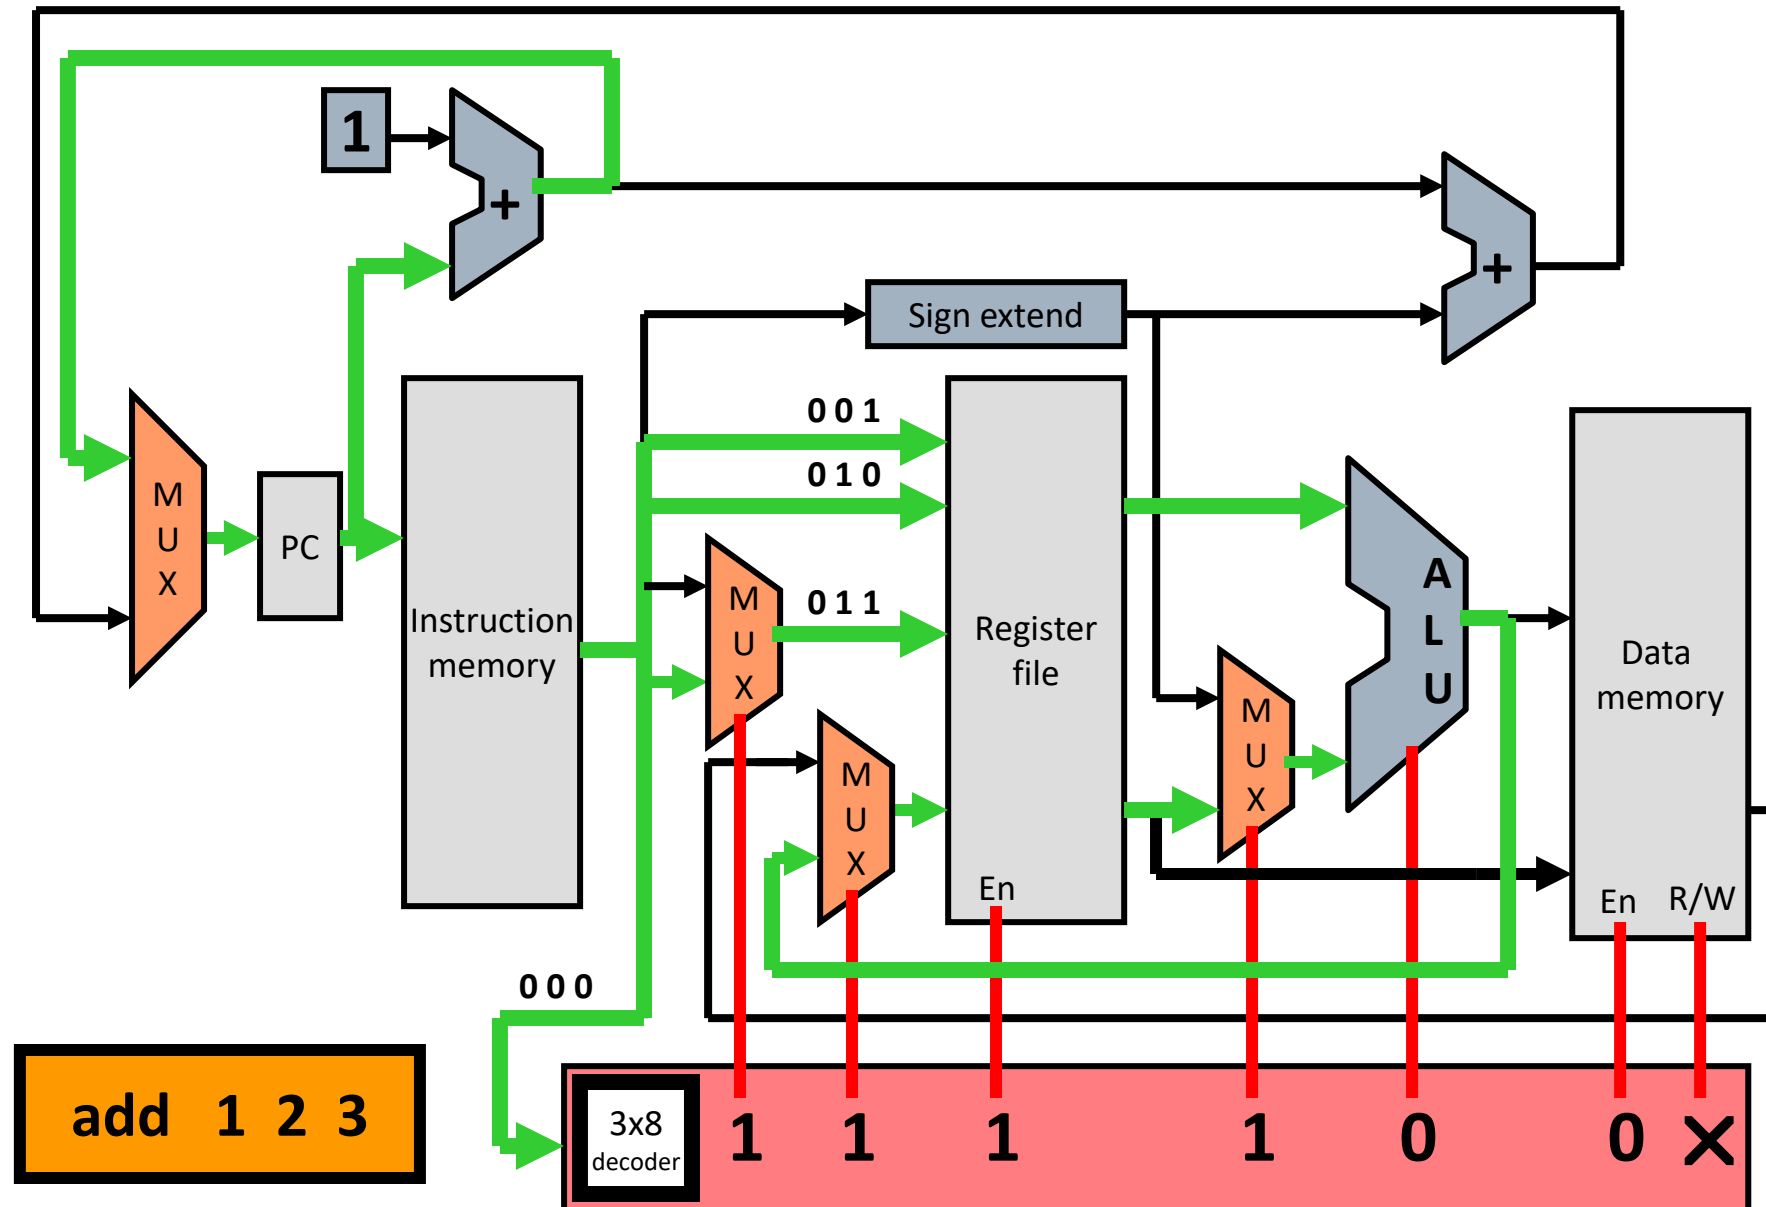 1
+
+
Sign extend
0 0 1
0 1 0
0 1 1
M
U
X
PC
Instruction
memory
M
U
X
M
U
X
Register
file
En
M
U
X
A
L
U
Data
memory
En R/W
0 0 0
add 1 2 3
3x8
decoder
1 1 1 1 0 0 X